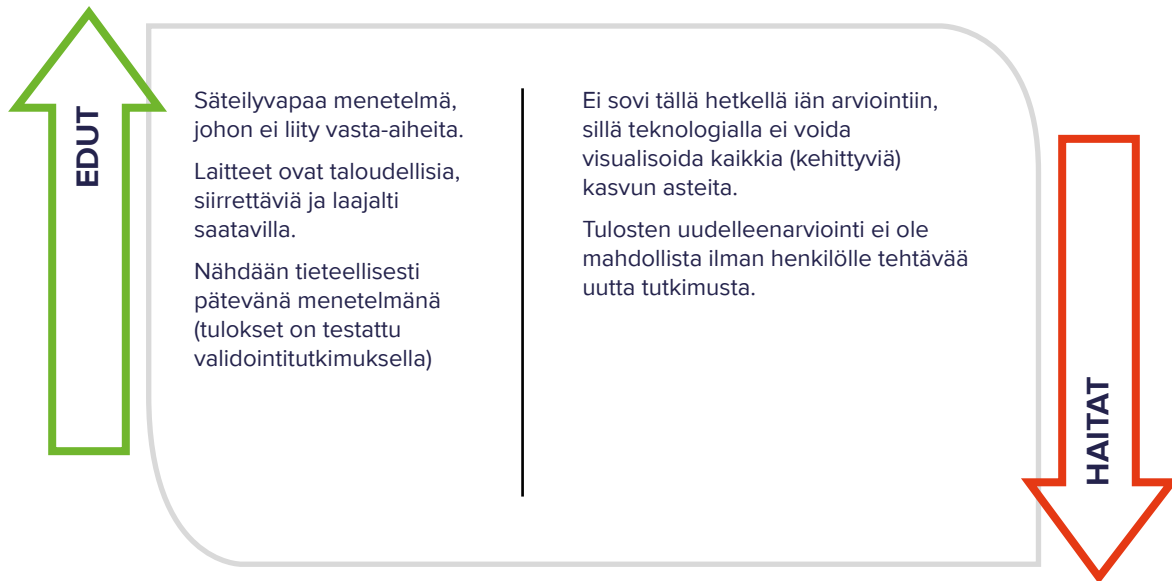 EDUT
Säteilyvapaa menetelmä,
johon ei liity vasta-aiheita.
Laitteet ovat taloudellisia,
siirrettäviä ja laajalti
saatavilla.
Nähdään tieteellisesti
pätevänä menetelmänä
(tulokset on testattu
validointitutkimuksella)
Ei sovi tällä hetkellä iän arviointiin,
sillä teknologialla ei voida
visualisoida kaikkia (kehittyviä)
kasvun asteita.
Tulosten uudelleenarviointi ei ole
mahdollista ilman henkilölle tehtävää
uutta tutkimusta.
HAITAT